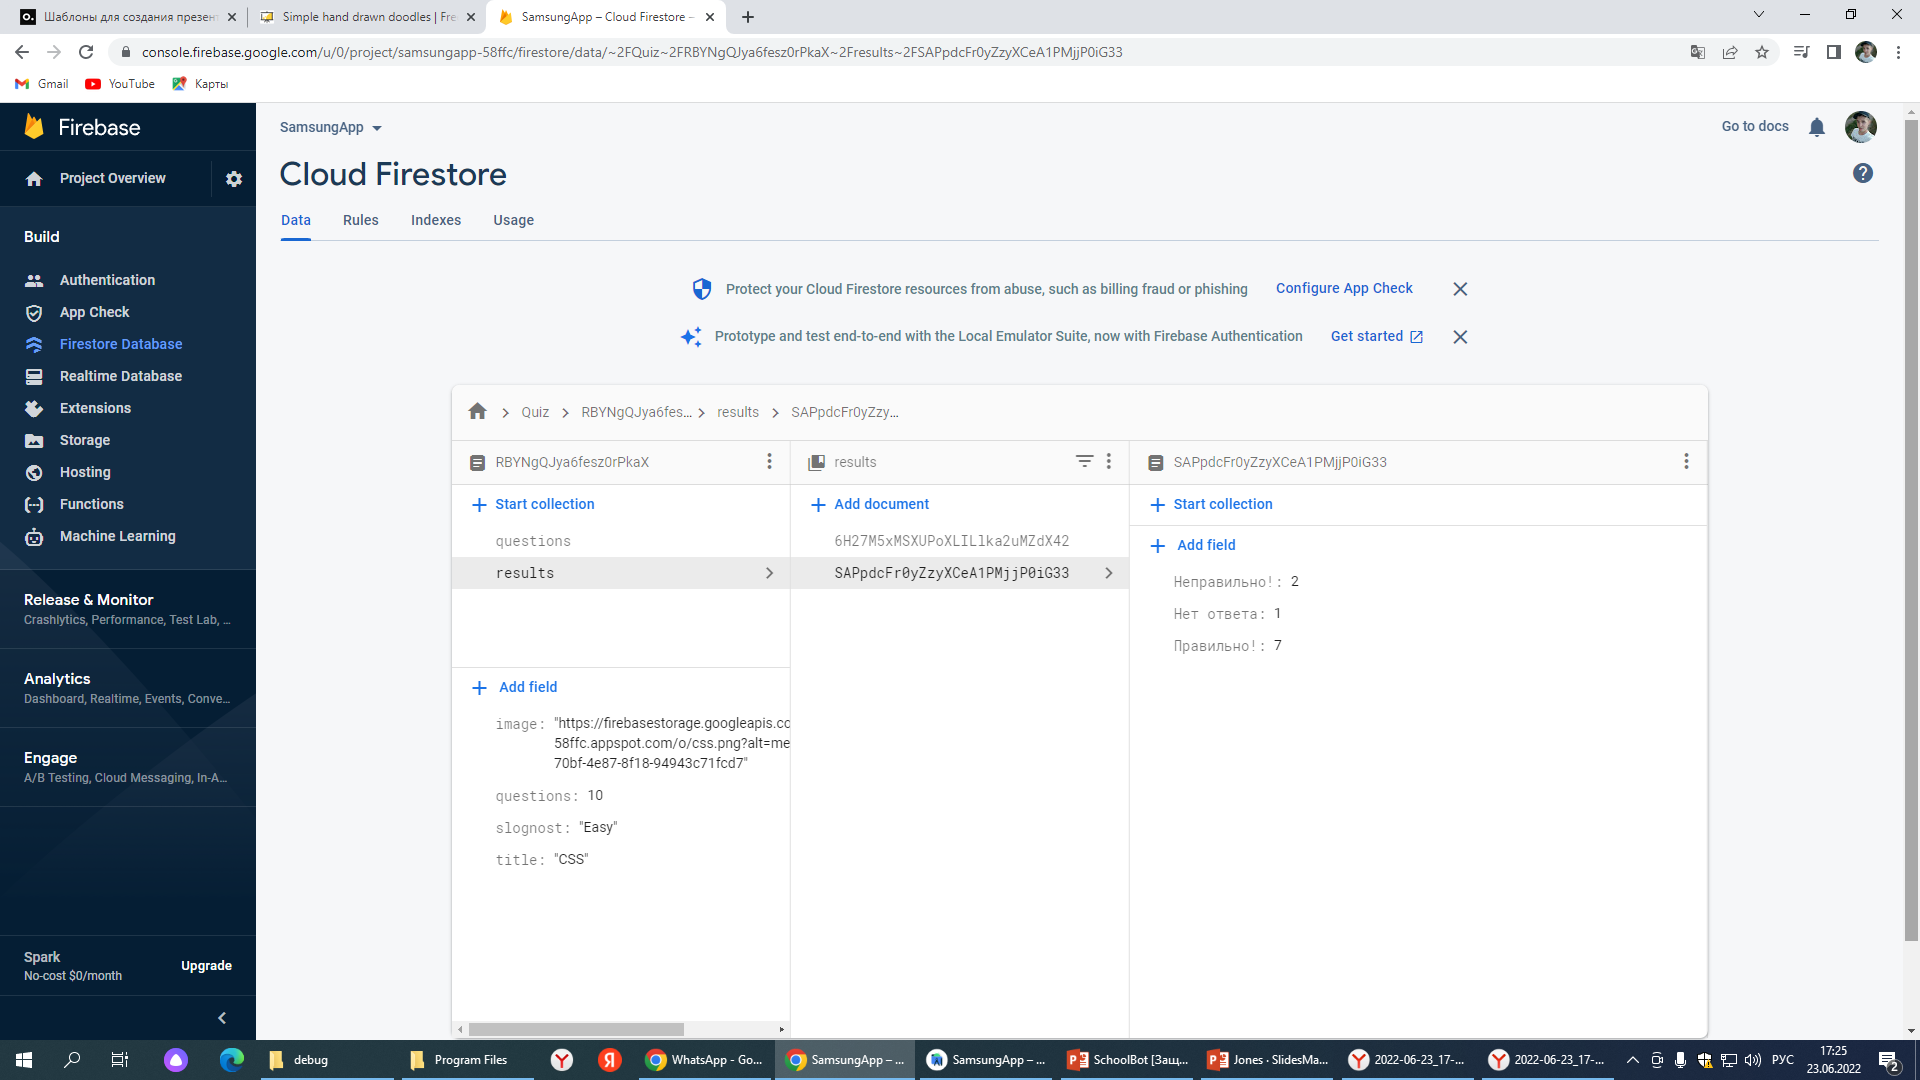 Шаблоны для создания презент
Simple hand drawn doodles | Fre
SamsungApp – Cloud Firestore –
console.firebase.google.com/u/0/project/samsungapp-58ffc/firestore/data/~2FQuiz~2FRBYNgQJya6fesz0rPkaX~2Fresults~2FSAPpdcFr0yZzyXCeA1PMjjP0iG33
Gmail
YouTube
Карты
Firebase
Project Overview
Build
Authentication
App Check
Firestore Database
Realtime Database
Extensions
Storage
Hosting
Functions
Machine Learning
Release & Monitor
Crashlytics, Performance, Test Lab, ...
Analytics
Dashboard, Realtime, Events, Conve...
Engage
A/B Testing, Cloud Messaging, In-A...
Spark
No-cost $0/month
Upgrade
SamsungApp
Go to docs
Cloud Firestore
Data
Rules
Indexes
Usage
Protect your Cloud Firestore resources from abuse, such as billing fraud or phishing
Configure App Check
Prototype and test end-to-end with the Local Emulator Suite, now with Firebase Authentication
Get started
Quiz
RBYNgQJya6fes...
results
SAPpdcFr0yZzy...
RBYNgQJya6fesz0rPkaX
Start collection
questions
results
Add field
image: "https://firebasestorage.googleapis.cc
58ffc.appspot.com/o/css.png?alt=me
70bf-4e87-8f18-94943c71fcd7"
questions: 10
slognost: "Easy"
title: "CSS"
results
Add document
6H27M5xMSXUPoXLILlka2uMZdX42
SAPpdcFr0yZzyXCeA1PMjjP0iG33
SAPpdcFr0yZzyXCeA1PMjjP0iG33
Start collection
Add field
Неправильно!: 2
Нет ответа: 1
Правильно!: 7
debug
Program Files
WhatsApp - Go...
SamsungApp – ...
SamsungApp – ...
SchoolBot [Защ...
Jones · SlidesMa...
2022-06-23_17-...
2022-06-23_17-...
РУС
17:25
23.06.2022
2